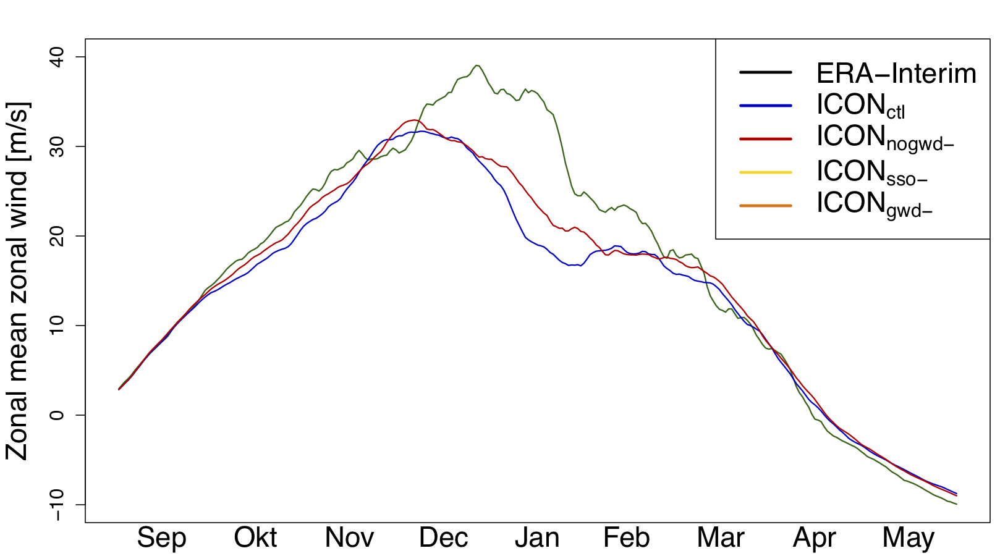 Zonal mean zonal wind [m/s]
40
30
20
10
0
−10
Sep Okt Nov Dec Jan Feb Mar Apr May
ERA−Interim
ICONctl
ICONnogwd−
ICONsso−
ICONgwd−